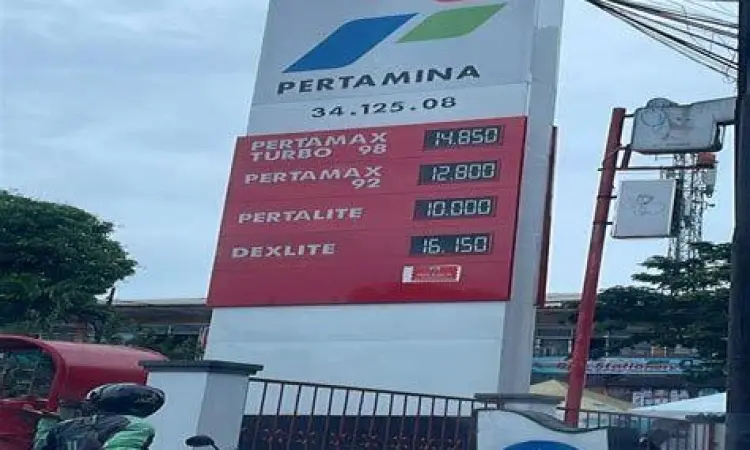 PERTAMINA
34.125.08
PERTAMAX
TURBO 98
14.850
PERTAMAX
92
12.800
PERTALITE
10.000
DEXLITE
16.150